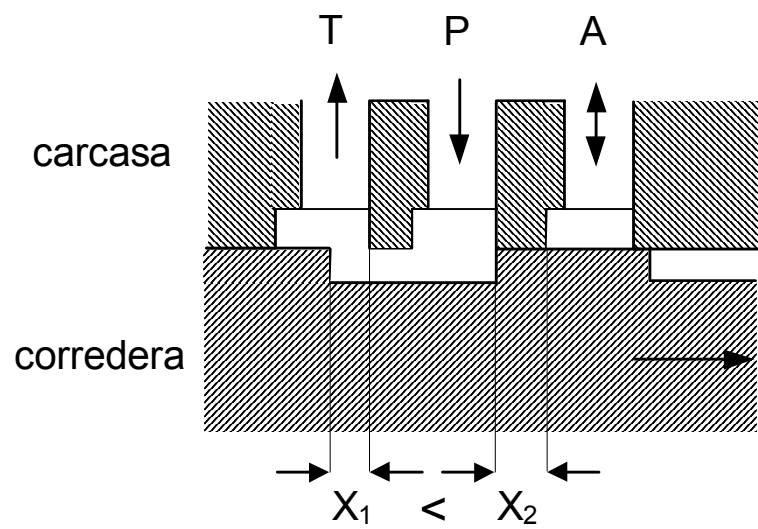 T P A
carcasa
corredera
X₁ < X₂